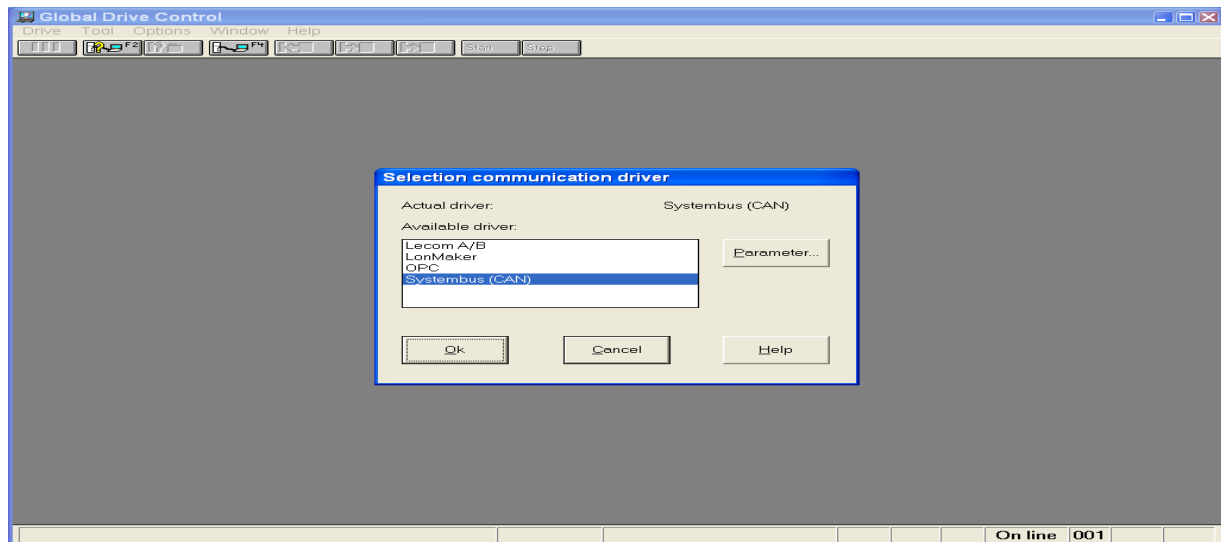 Global Drive Control
Drive Tool Options Window Help
F2 F4 Start Stop
Selection communication driver
Actual driver: Systembus (CAN)
Available driver:
Lecom A/B
LonMaker
OPC
Systembus (CAN)
Parameter...
Ok Cancel Help
On line 001